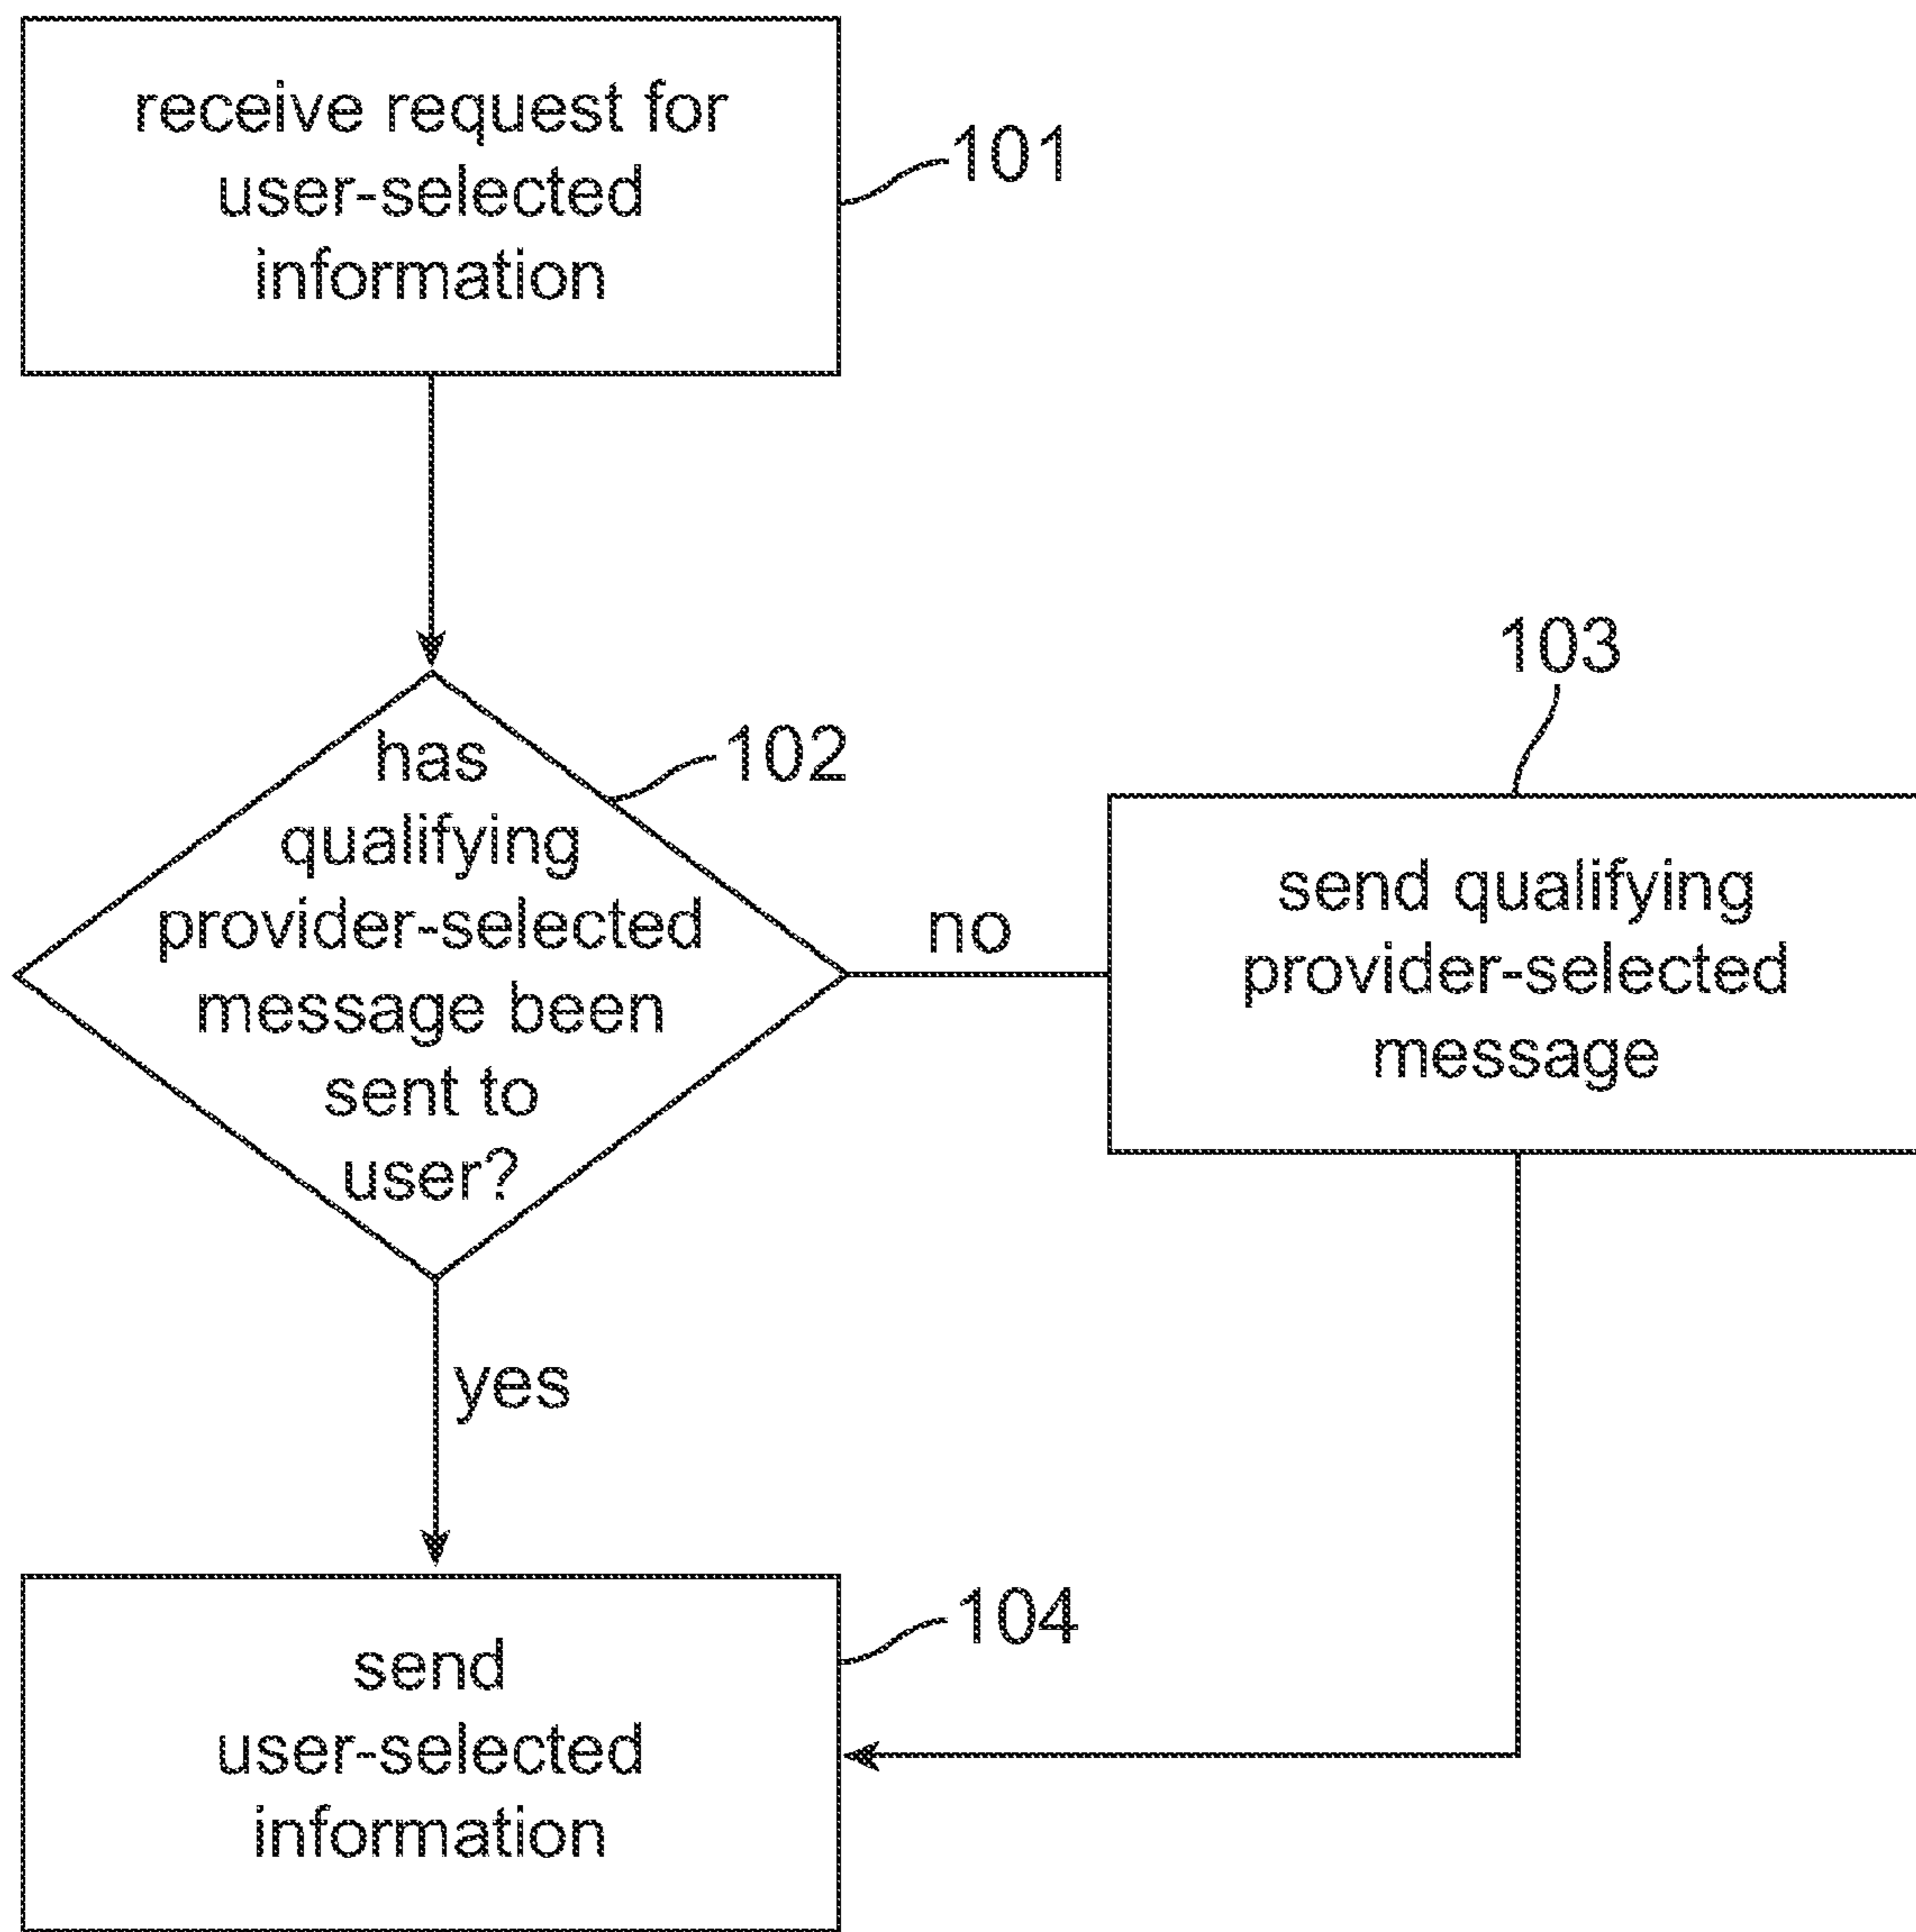 receive request for
user-selected
information
101
has
qualifying
provider-selected
message been
sent to
user?
102
no
103
send qualifying
provider-selected
message
yes
send
user-selected
information
104